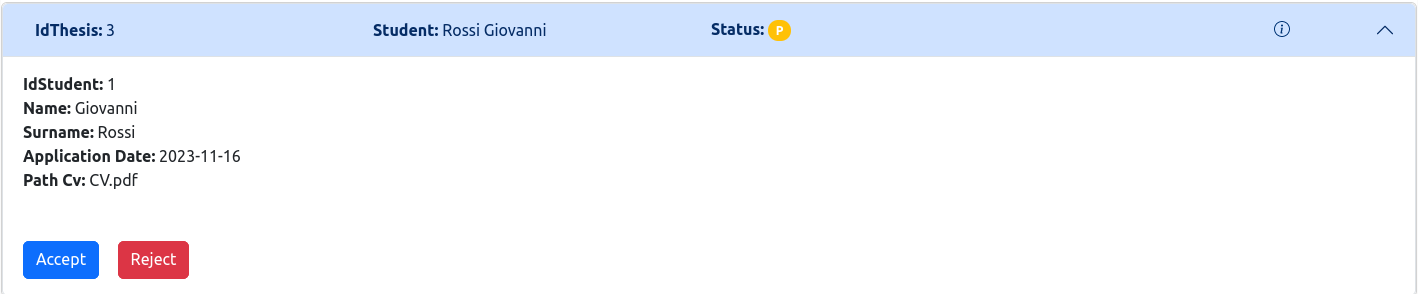 IdThesis: 3 Student: Rossi Giovanni Status: P
IdStudent: 1
Name: Giovanni
Surname: Rossi
Application Date: 2023-11-16
Path Cv: CV.pdf
Accept Reject